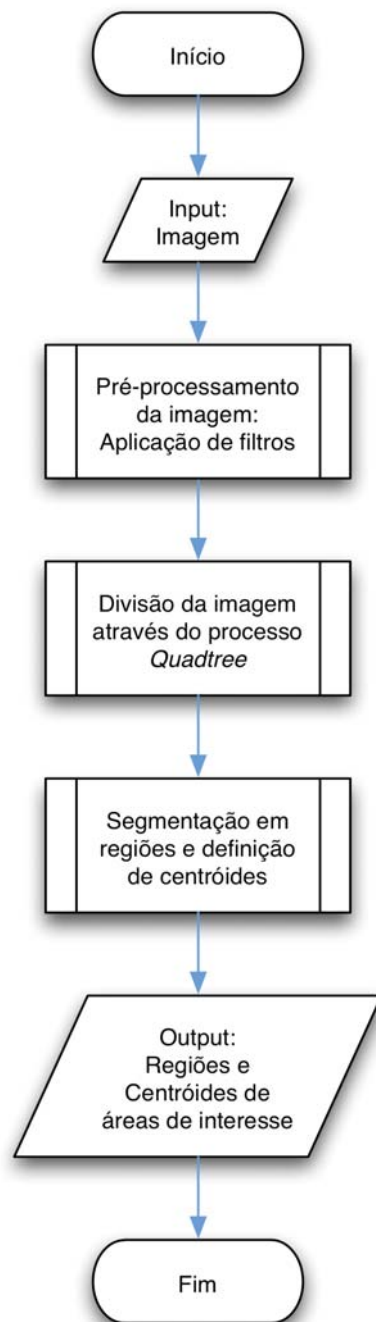 Início
Input:
Imagem
Pré-processamento
da imagem:
Aplicação de filtros
Divisão da imagem
através do processo
Quadtree
Segmentação em
regiões e definição
de centróides
Output:
Regiões e
Centróides de
áreas de interesse
Fim